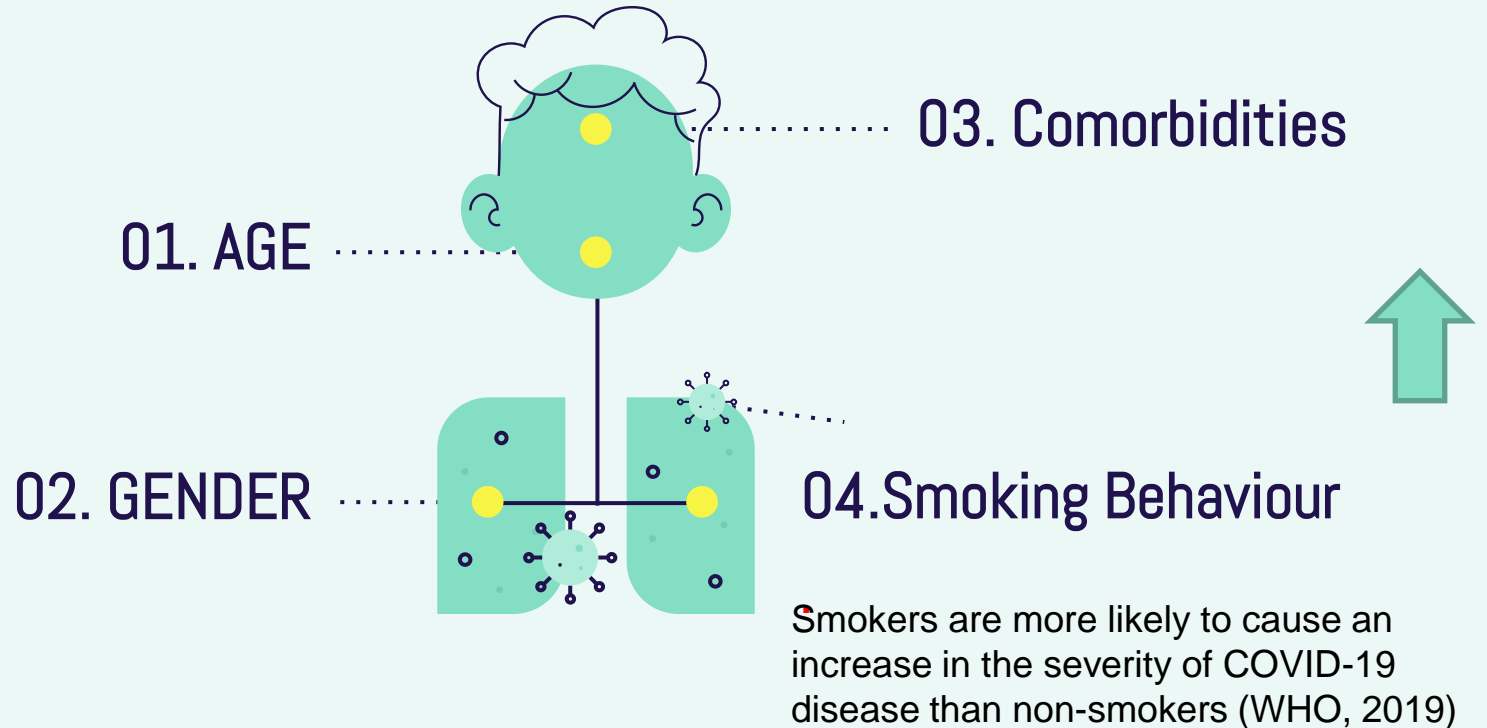 03. Comorbidities
01. AGE
02. GENDER
04.Smoking Behaviour
Smokers are more likely to cause an
increase in the severity of COVID-19
disease than non-smokers (WHO, 2019)